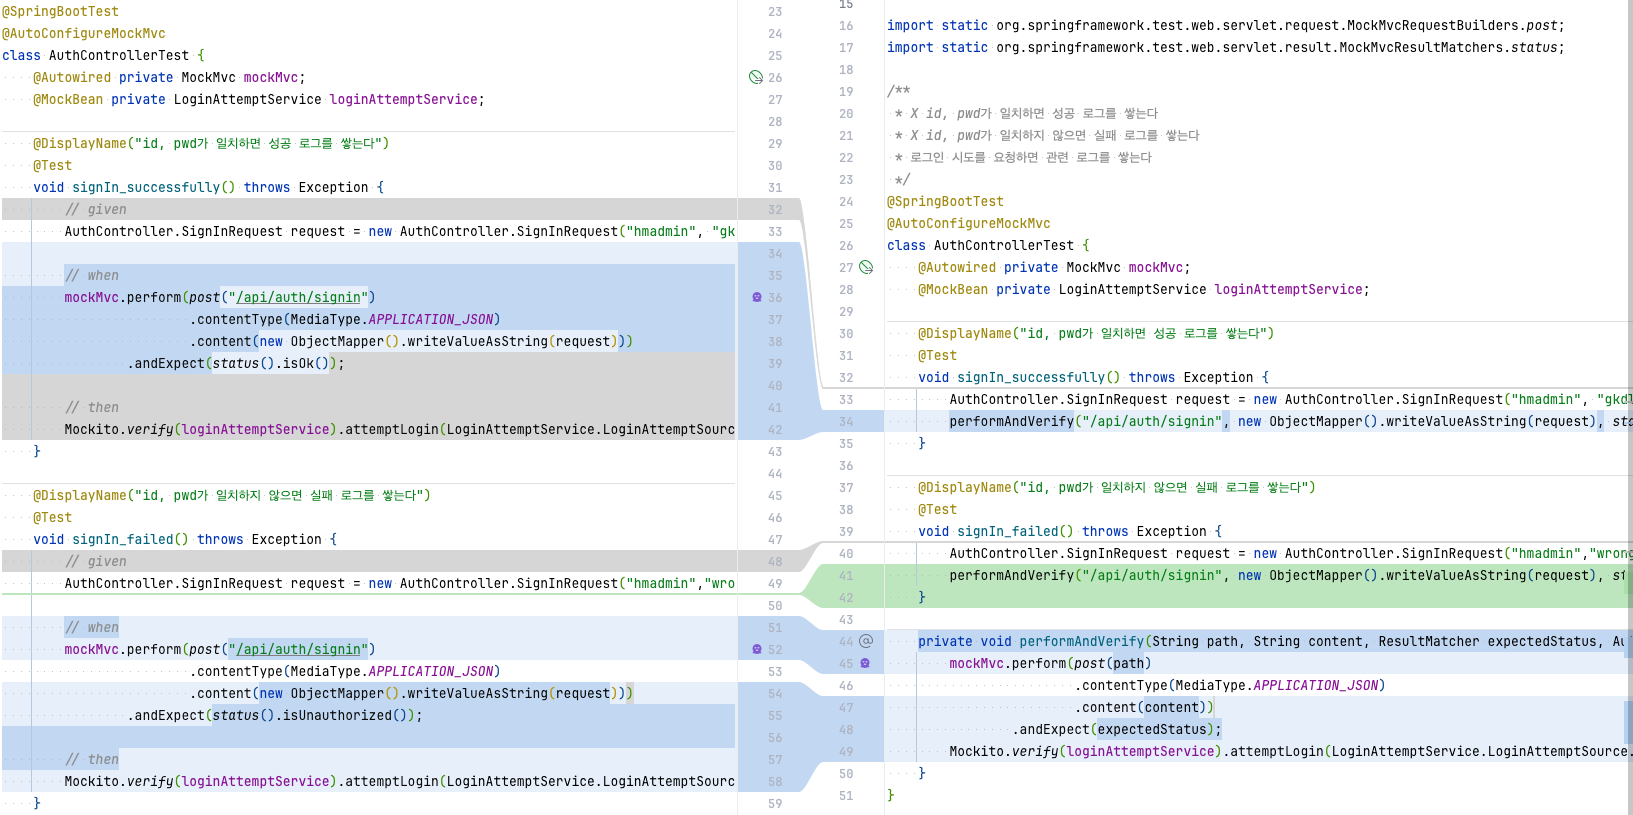 @SpringBootTest
@AutoConfigureMockMvc
class AuthControllerTest {
@Autowired private MockMvc mockMvc;
@MockBean private LoginAttemptService loginAttemptService;
@DisplayName("id, pwd가 일치하면 성공 로그를 쌓는다")
@Test
void signIn_successfully() throws Exception {
// given
AuthController.SignInRequest request = new AuthController.SignInRequest("hmadmin", "gk
// when
mockMvc.perform(post("/api/auth/signin")
.contentType(MediaType.APPLICATION_JSON)
.content(new ObjectMapper().writeValueAsString(request)))
.andExpect(status().isOk());
// then
Mockito.verify(loginAttemptService).attemptLogin(LoginAttemptService.LoginAttemptSourc
}
@DisplayName("id, pwd가 일치하지 않으면 실패 로그를 쌓는다")
@Test
void signIn_failed() throws Exception {
// given
AuthController.SignInRequest request = new AuthController.SignInRequest("hmadmin","wro
// when
mockMvc.perform(post("/api/auth/signin")
.contentType(MediaType.APPLICATION_JSON)
.content(new ObjectMapper().writeValueAsString(request)))
.andExpect(status().isUnauthorized());
// then
Mockito.verify(loginAttemptService).attemptLogin(LoginAttemptService.LoginAttemptSourc
}
23
24
25
26
27
28
29
30
31
32
33
34
35
36
37
38
39
40
41
42
43
44
45
46
47
48
49
50
51
52
53
54
55
56
57
58
59
15
16 import static org.springframework.test.web.servlet.request.MockMvcRequestBuilders.post;
17 import static org.springframework.test.web.servlet.result.MockMvcResultMatchers.status;
18
19 /**
20 * X id, pwd가 일치하면 성공 로그를 쌓는다
21 * X id, pwd가 일치하지 않으면 실패 로그를 쌓는다
22 * 로그인 시도를 요청하면 관련 로그를 쌓는다
23 */
24 @SpringBootTest
25 @AutoConfigureMockMvc
26 class AuthControllerTest {
27 @Autowired private MockMvc mockMvc;
28 @MockBean private LoginAttemptService loginAttemptService;
29
30 @DisplayName("id, pwd가 일치하면 성공 로그를 쌓는다")
31 @Test
32 void signIn_successfully() throws Exception {
33 AuthController.SignInRequest request = new AuthController.SignInRequest("hmadmin", "gkd
34 performAndVerify("/api/auth/signin", new ObjectMapper().writeValueAsString(request), sta
35 }
36
37 @DisplayName("id, pwd가 일치하지 않으면 실패 로그를 쌓는다")
38 @Test
39 void signIn_failed() throws Exception {
40 AuthController.SignInRequest request = new AuthController.SignInRequest("hmadmin","wrong
41 performAndVerify("/api/auth/signin", new ObjectMapper().writeValueAsString(request), st
42 }
43
44 private void performAndVerify(String path, String content, ResultMatcher expectedStatus, Au
45 mockMvc.perform(post(path)
46 .contentType(MediaType.APPLICATION_JSON)
47 .content(content))
48 .andExpect(expectedStatus);
49 Mockito.verify(loginAttemptService).attemptLogin(LoginAttemptService.LoginAttemptSource.
50 }
51 }